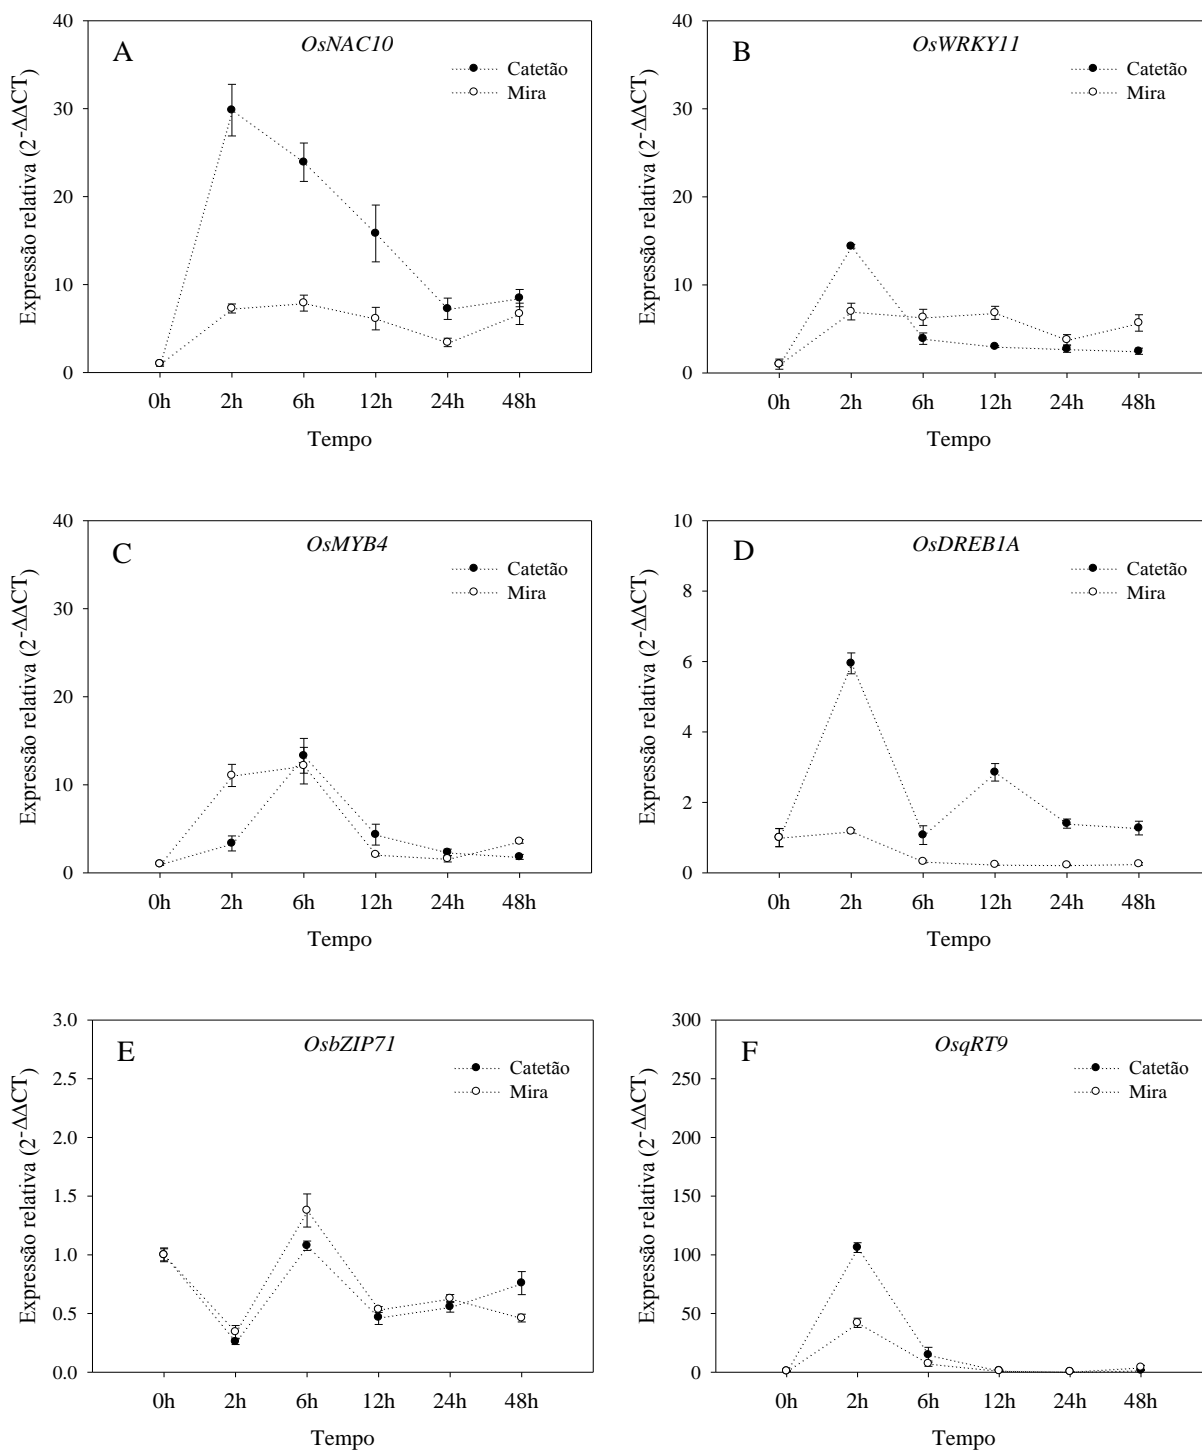 A
OsNAC10
Catetão
Mira
Expressão relativa (2-ΔΔCT)
40
30
20
10
0
0h 2h 6h 12h 24h 48h
Tempo
B
OsWRKY11
Catetão
Mira
Expressão relativa (2-ΔΔCT)
40
30
20
10
0
0h 2h 6h 12h 24h 48h
Tempo
C
OsMYB4
Catetão
Mira
Expressão relativa (2-ΔΔCT)
40
30
20
10
0
0h 2h 6h 12h 24h 48h
Tempo
D
OsDREB1A
Catetão
Mira
Expressão relativa (2-ΔΔCT)
10
8
6
4
2
0
0h 2h 6h 12h 24h 48h
Tempo
E
OsbZIP71
Catetão
Mira
Expressão relativa (2-ΔΔCT)
3.0
2.5
2.0
1.5
1.0
0.5
0.0
0h 2h 6h 12h 24h 48h
Tempo
F
OsqRT9
Catetão
Mira
Expressão relativa (2-ΔΔCT)
300
250
200
150
100
50
0
0h 2h 6h 12h 24h 48h
Tempo